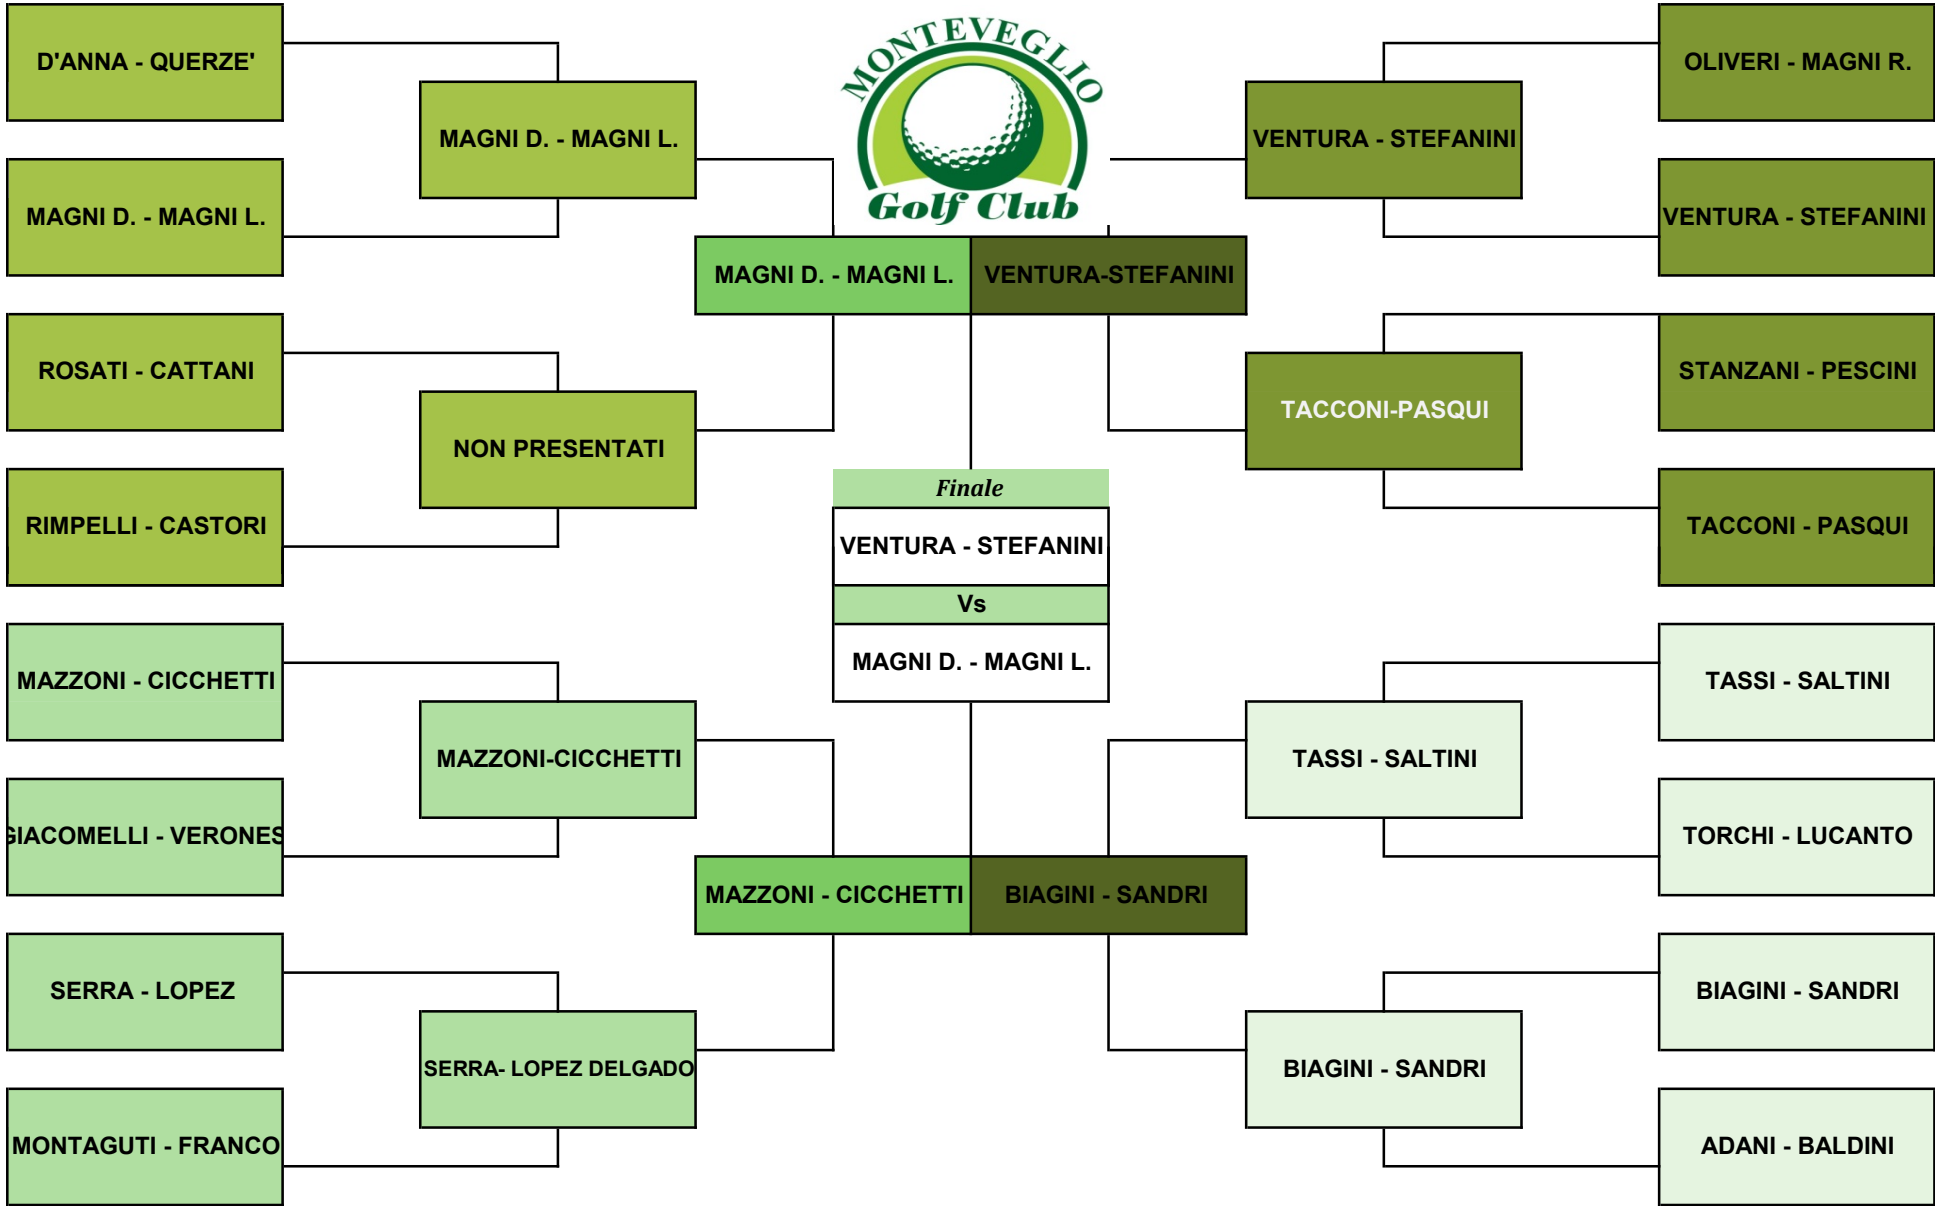 MONTEVEGLIO
Golf Club
D'ANNA - QUERZE'
MAGNI D. - MAGNI L.
ROSATI - CATTANI
RIMPELLI - CASTORI
MAZZONI - CICCHETTI
GIACOMELLI - VERONES
SERRA - LOPEZ
MONTAGUTI - FRANCO
MAGNI D. - MAGNI L.
NON PRESENTATI
MAZZONI-CICCHETTI
SERRA- LOPEZ DELGADO
MAGNI D. - MAGNI L.
VENTURA-STEFANINI
Finale
VENTURA - STEFANINI
Vs
MAGNI D. - MAGNI L.
MAZZONI - CICCHETTI
BIAGINI - SANDRI
VENTURA - STEFANINI
TACCONI-PASQUI
TASSI - SALTINI
BIAGINI - SANDRI
OLIVERI - MAGNI R.
VENTURA - STEFANINI
STANZANI - PESCINI
TACCONI - PASQUI
TASSI - SALTINI
TORCHI - LUCANTO
BIAGINI - SANDRI
ADANI - BALDINI